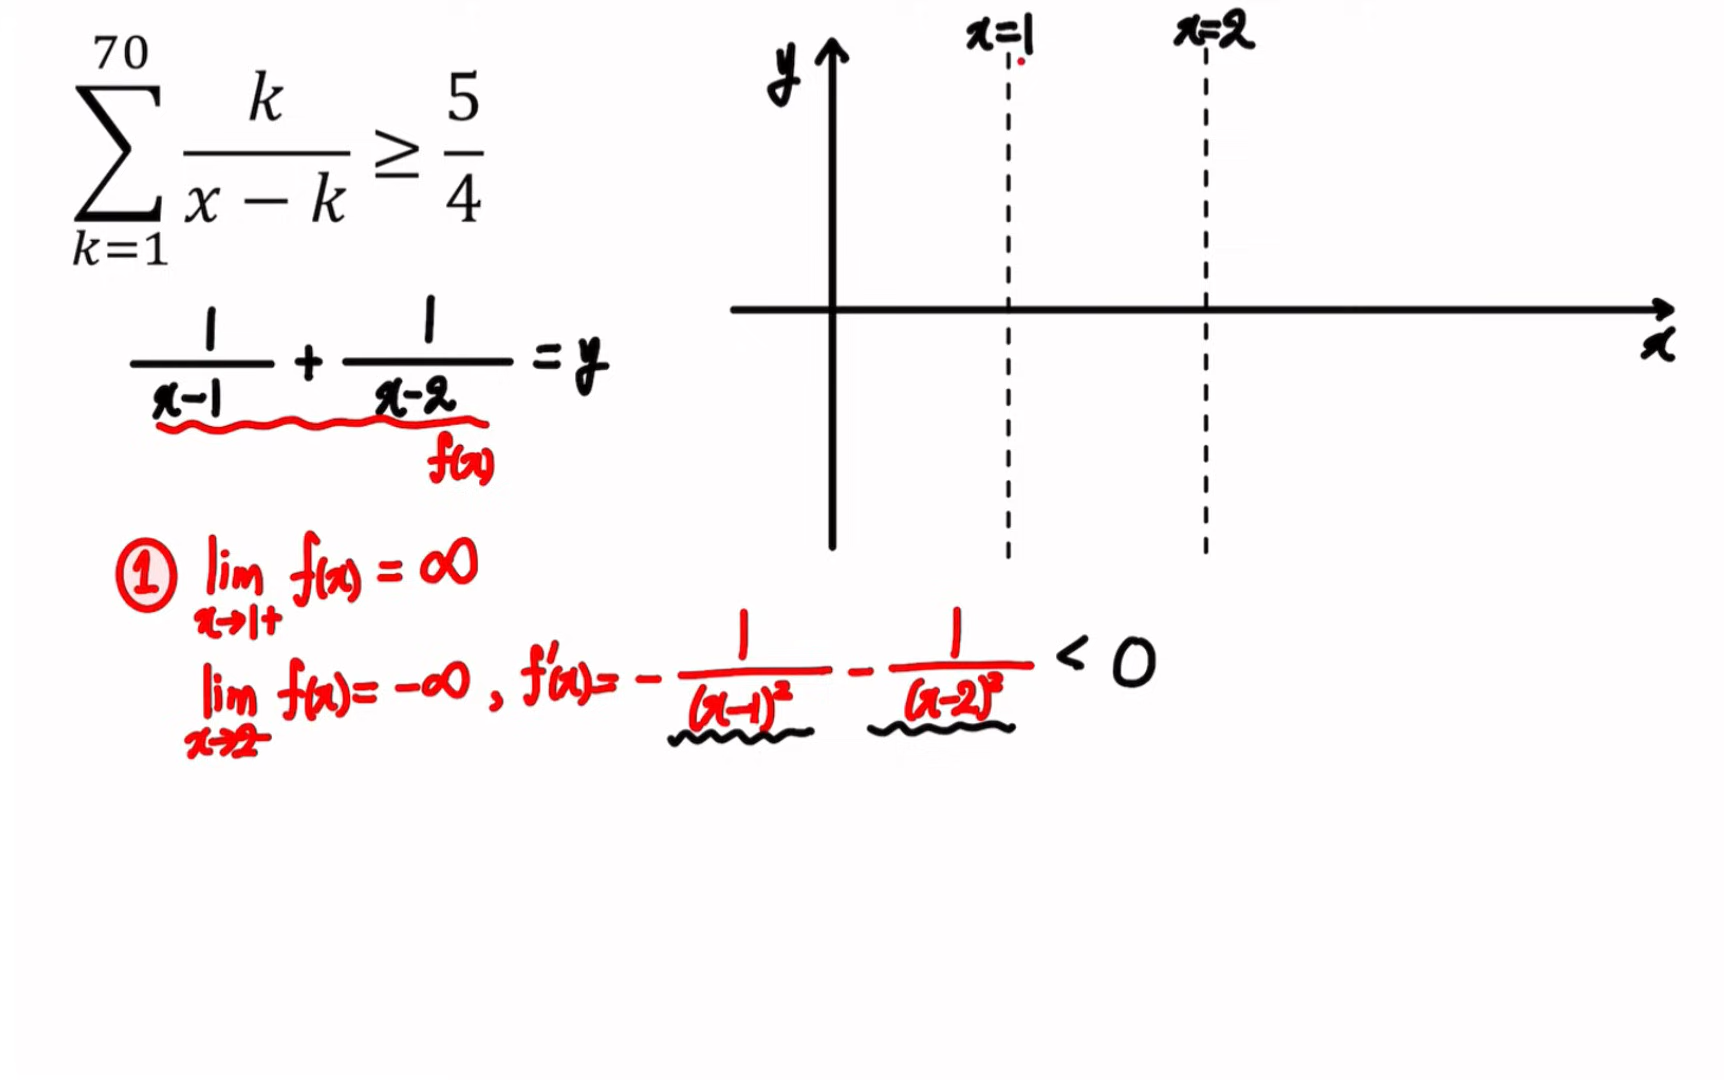 70
∑ k/(x − k) ≥ 5/4
k=1
1/(x-1) + 1/(x-2) = y
f(x)
① lim f(x) = ∞
x→1+
lim f(x) = -∞ , f'(x) = - 1/(x-1)² - 1/(x-2)² < 0
x→2-
y
x=1
x=2
x